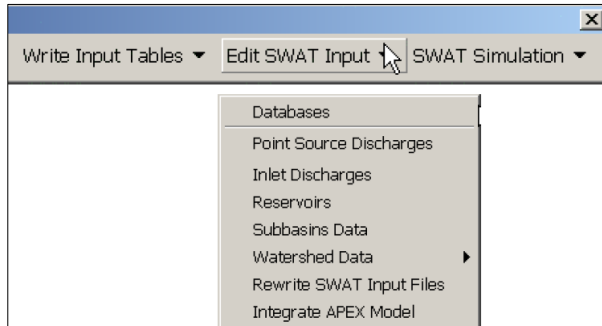 Write Input Tables Edit SWAT Input SWAT Simulation
Databases
Point Source Discharges
Inlet Discharges
Reservoirs
Subbasins Data
Watershed Data
Rewrite SWAT Input Files
Integrate APEX Model